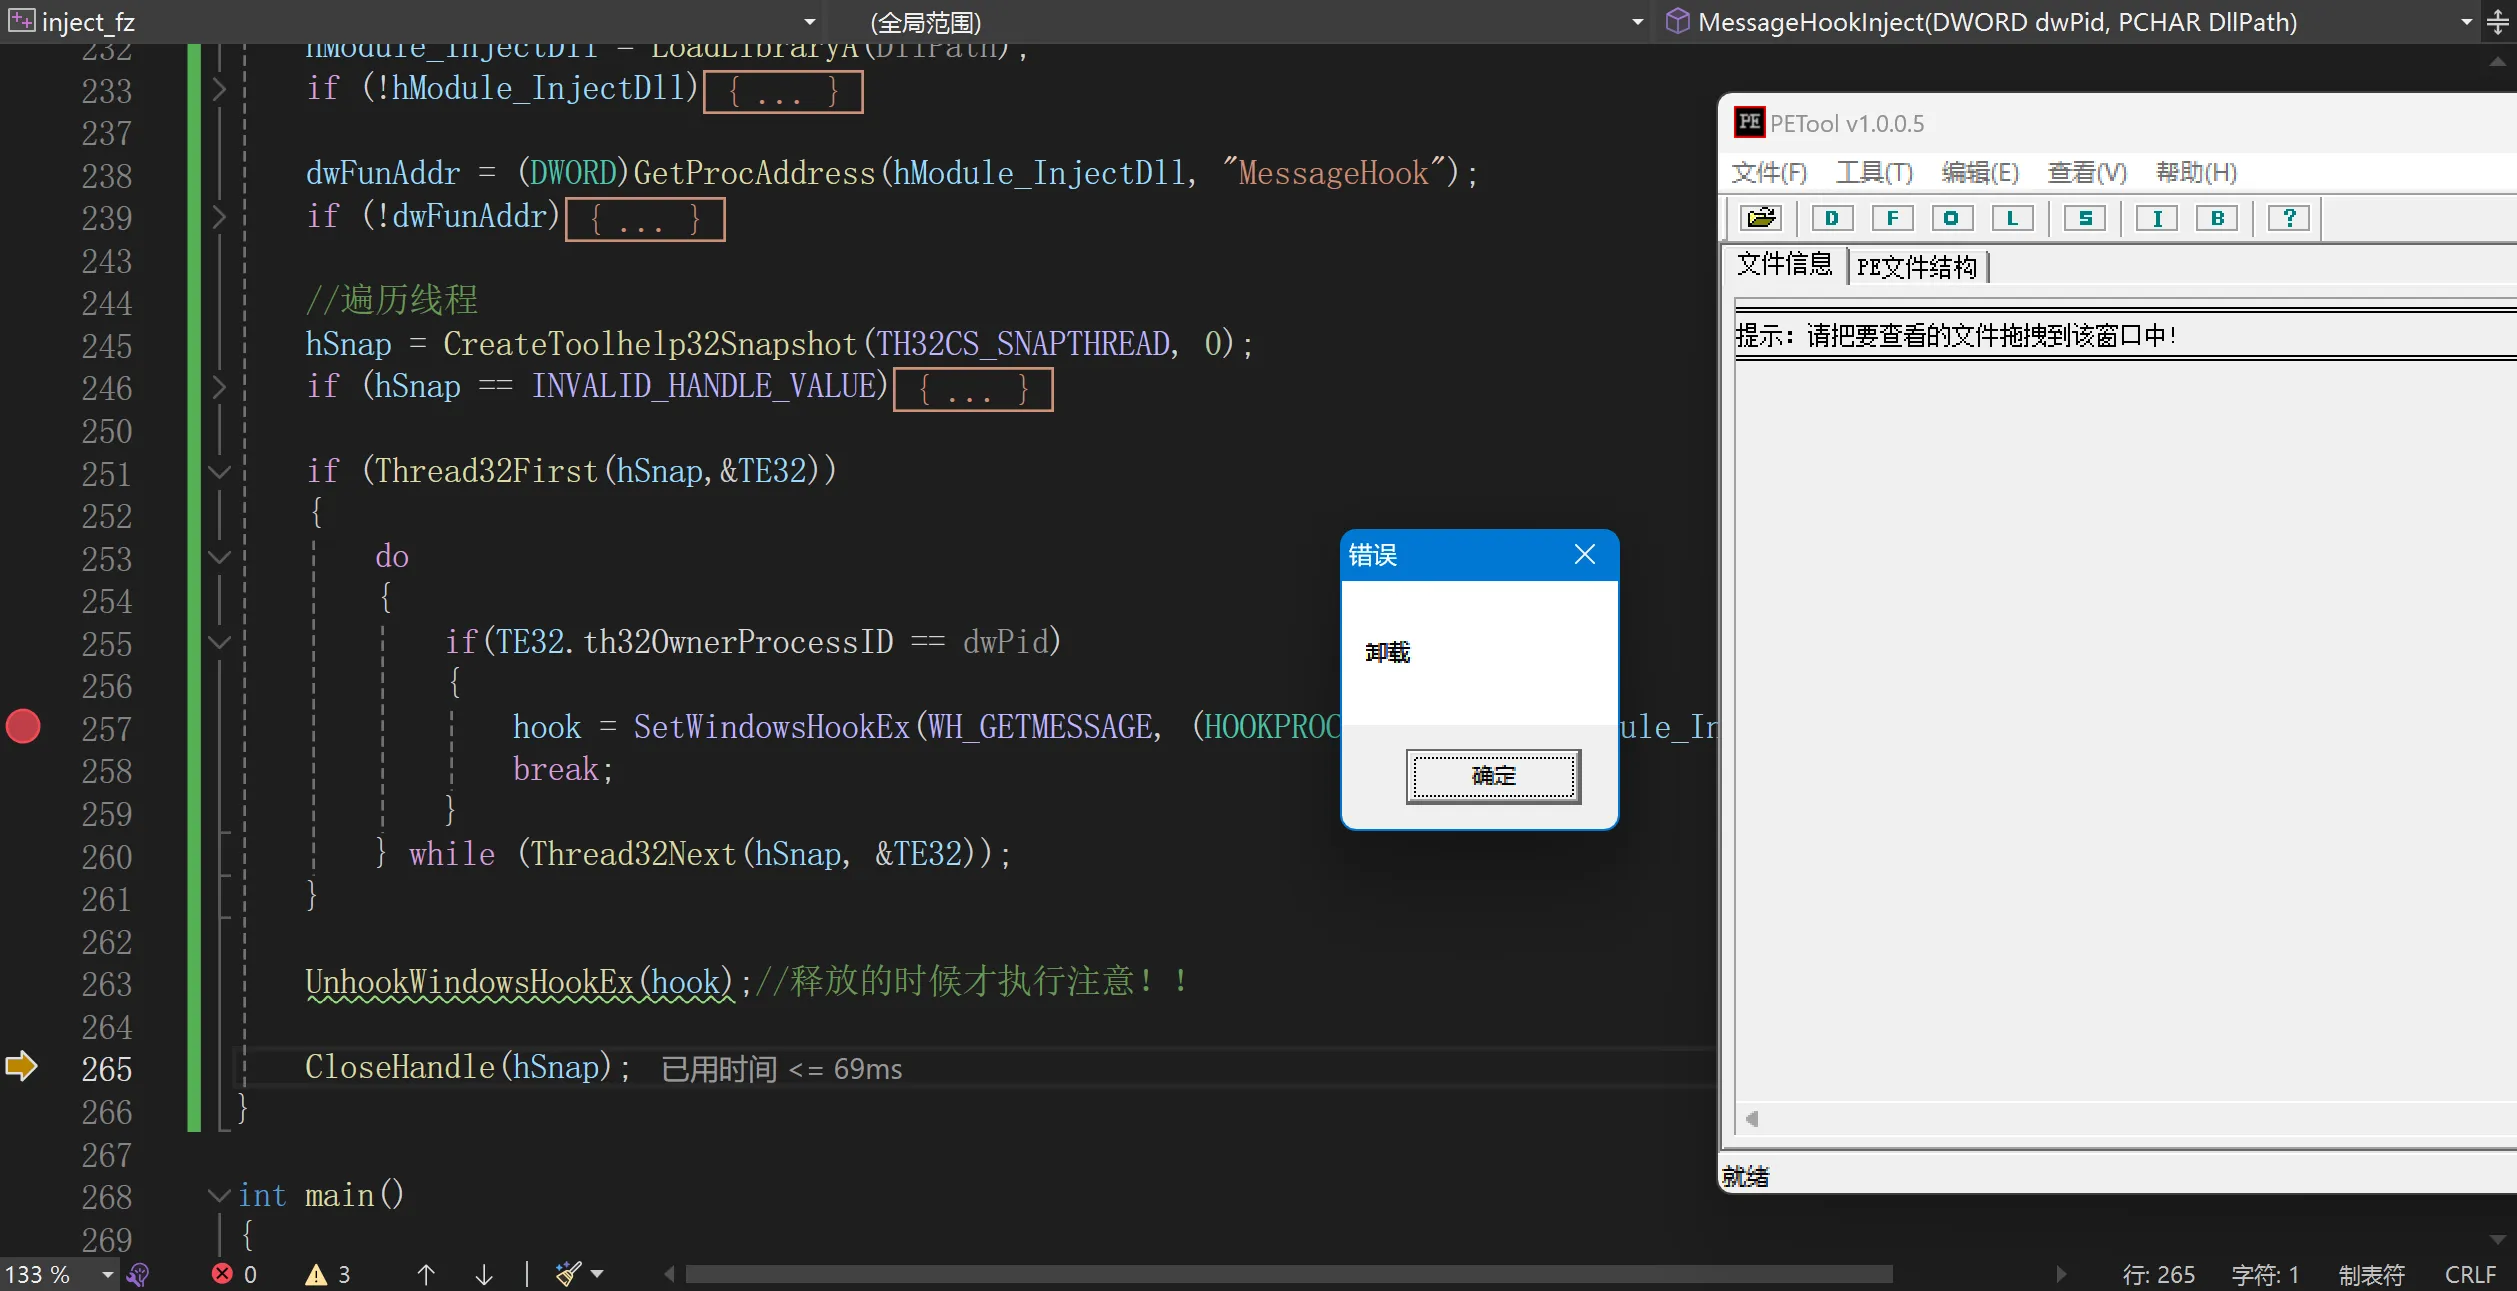 inject_fz
(全局范围)
MessageHookInject(DWORD dwPid, PCHAR DllPath)
232 hModule_InjectDll = LoadLibraryA(DllPath);
233 if (!hModule_InjectDll){ ... }
237
238 dwFunAddr = (DWORD)GetProcAddress(hModule_InjectDll, "MessageHook");
239 if (!dwFunAddr){ ... }
243
244 //遍历线程
245 hSnap = CreateToolhelp32Snapshot(TH32CS_SNAPTHREAD, 0);
246 if (hSnap == INVALID_HANDLE_VALUE){ ... }
250
251 if (Thread32First(hSnap,&TE32))
252 {
253 do
254 {
255 if(TE32.th32OwnerProcessID == dwPid)
256 {
257 hook = SetWindowsHookEx(WH_GETMESSAGE, (HOOKPROC ule_In
258 break;
259 }
260 } while (Thread32Next(hSnap, &TE32));
261 }
262
263 UnhookWindowsHookEx(hook);//释放的时候才执行注意！！
264
265 CloseHandle(hSnap); 已用时间 <= 69ms
266 }
267
268 int main()
269 {
133 % 0 3 行: 265 字符: 1 制表符 CRLF
错误
卸载
确定
PE PETool v1.0.0.5
文件(F) 工具(T) 编辑(E) 查看(V) 帮助(H)
D F O L S I B ?
文件信息 PE文件结构
提示：请把要查看的文件拖拽到该窗口中!
就绪